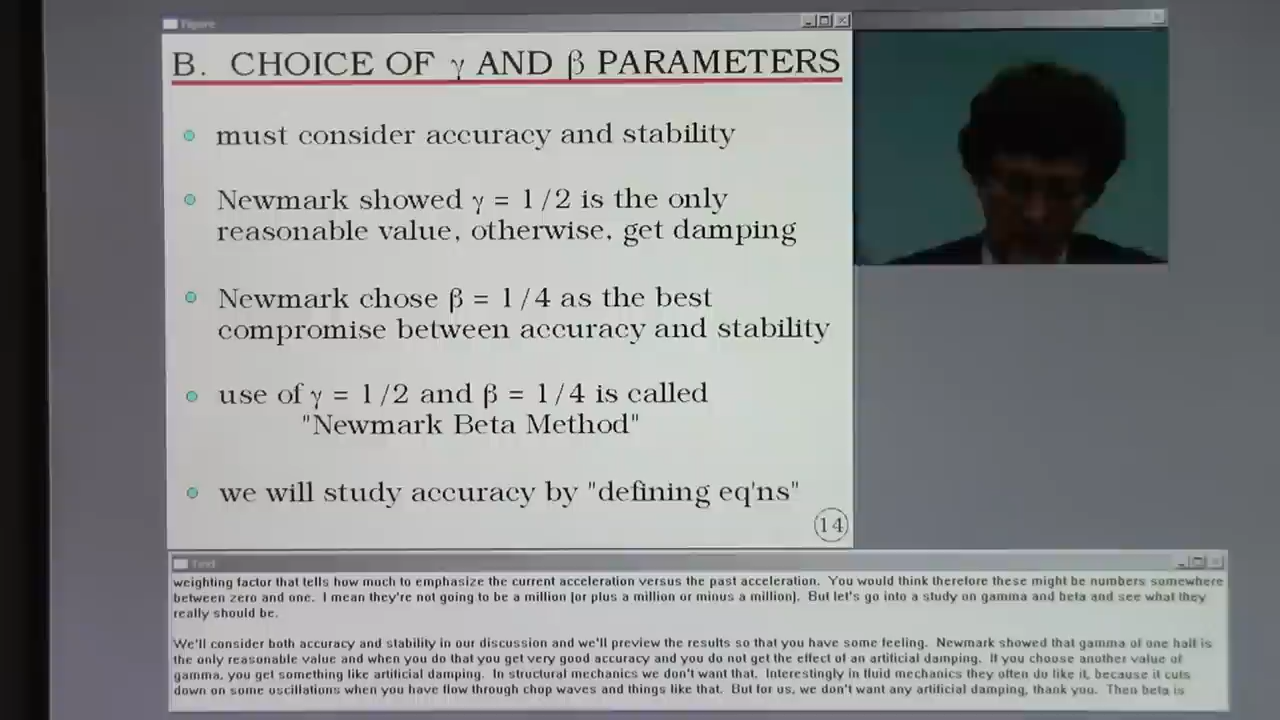 Figure
B. CHOICE OF γ AND β PARAMETERS
must consider accuracy and stability
Newmark showed γ = 1/2 is the only
reasonable value, otherwise, get damping
Newmark chose β = 1/4 as the best
compromise between accuracy and stability
use of γ = 1/2 and β = 1/4 is called
"Newmark Beta Method"
we will study accuracy by "defining eq'ns"
14
Text
weighting factor that tells how much to emphasize the current acceleration versus the past acceleration. You would think therefore these might be numbers somewhere
between zero and one. I mean they're not going to be a million (or plus a million or minus a million). But let's go into a study on gamma and beta and see what they
really should be.
We'll consider both accuracy and stability in our discussion and we'll preview the results so that you have some feeling. Newmark showed that gamma of one half is
the only reasonable value and when you do that you get very good accuracy and you do not get the effect of an artificial damping. If you choose another value of
gamma, you get something like artificial damping. In structural mechanics we don't want that. Interestingly in fluid mechanics they often do like it, because it cuts
down on some oscillations when you have flow through chop waves and things like that. But for us, we don't want any artificial damping, thank you. Then beta is